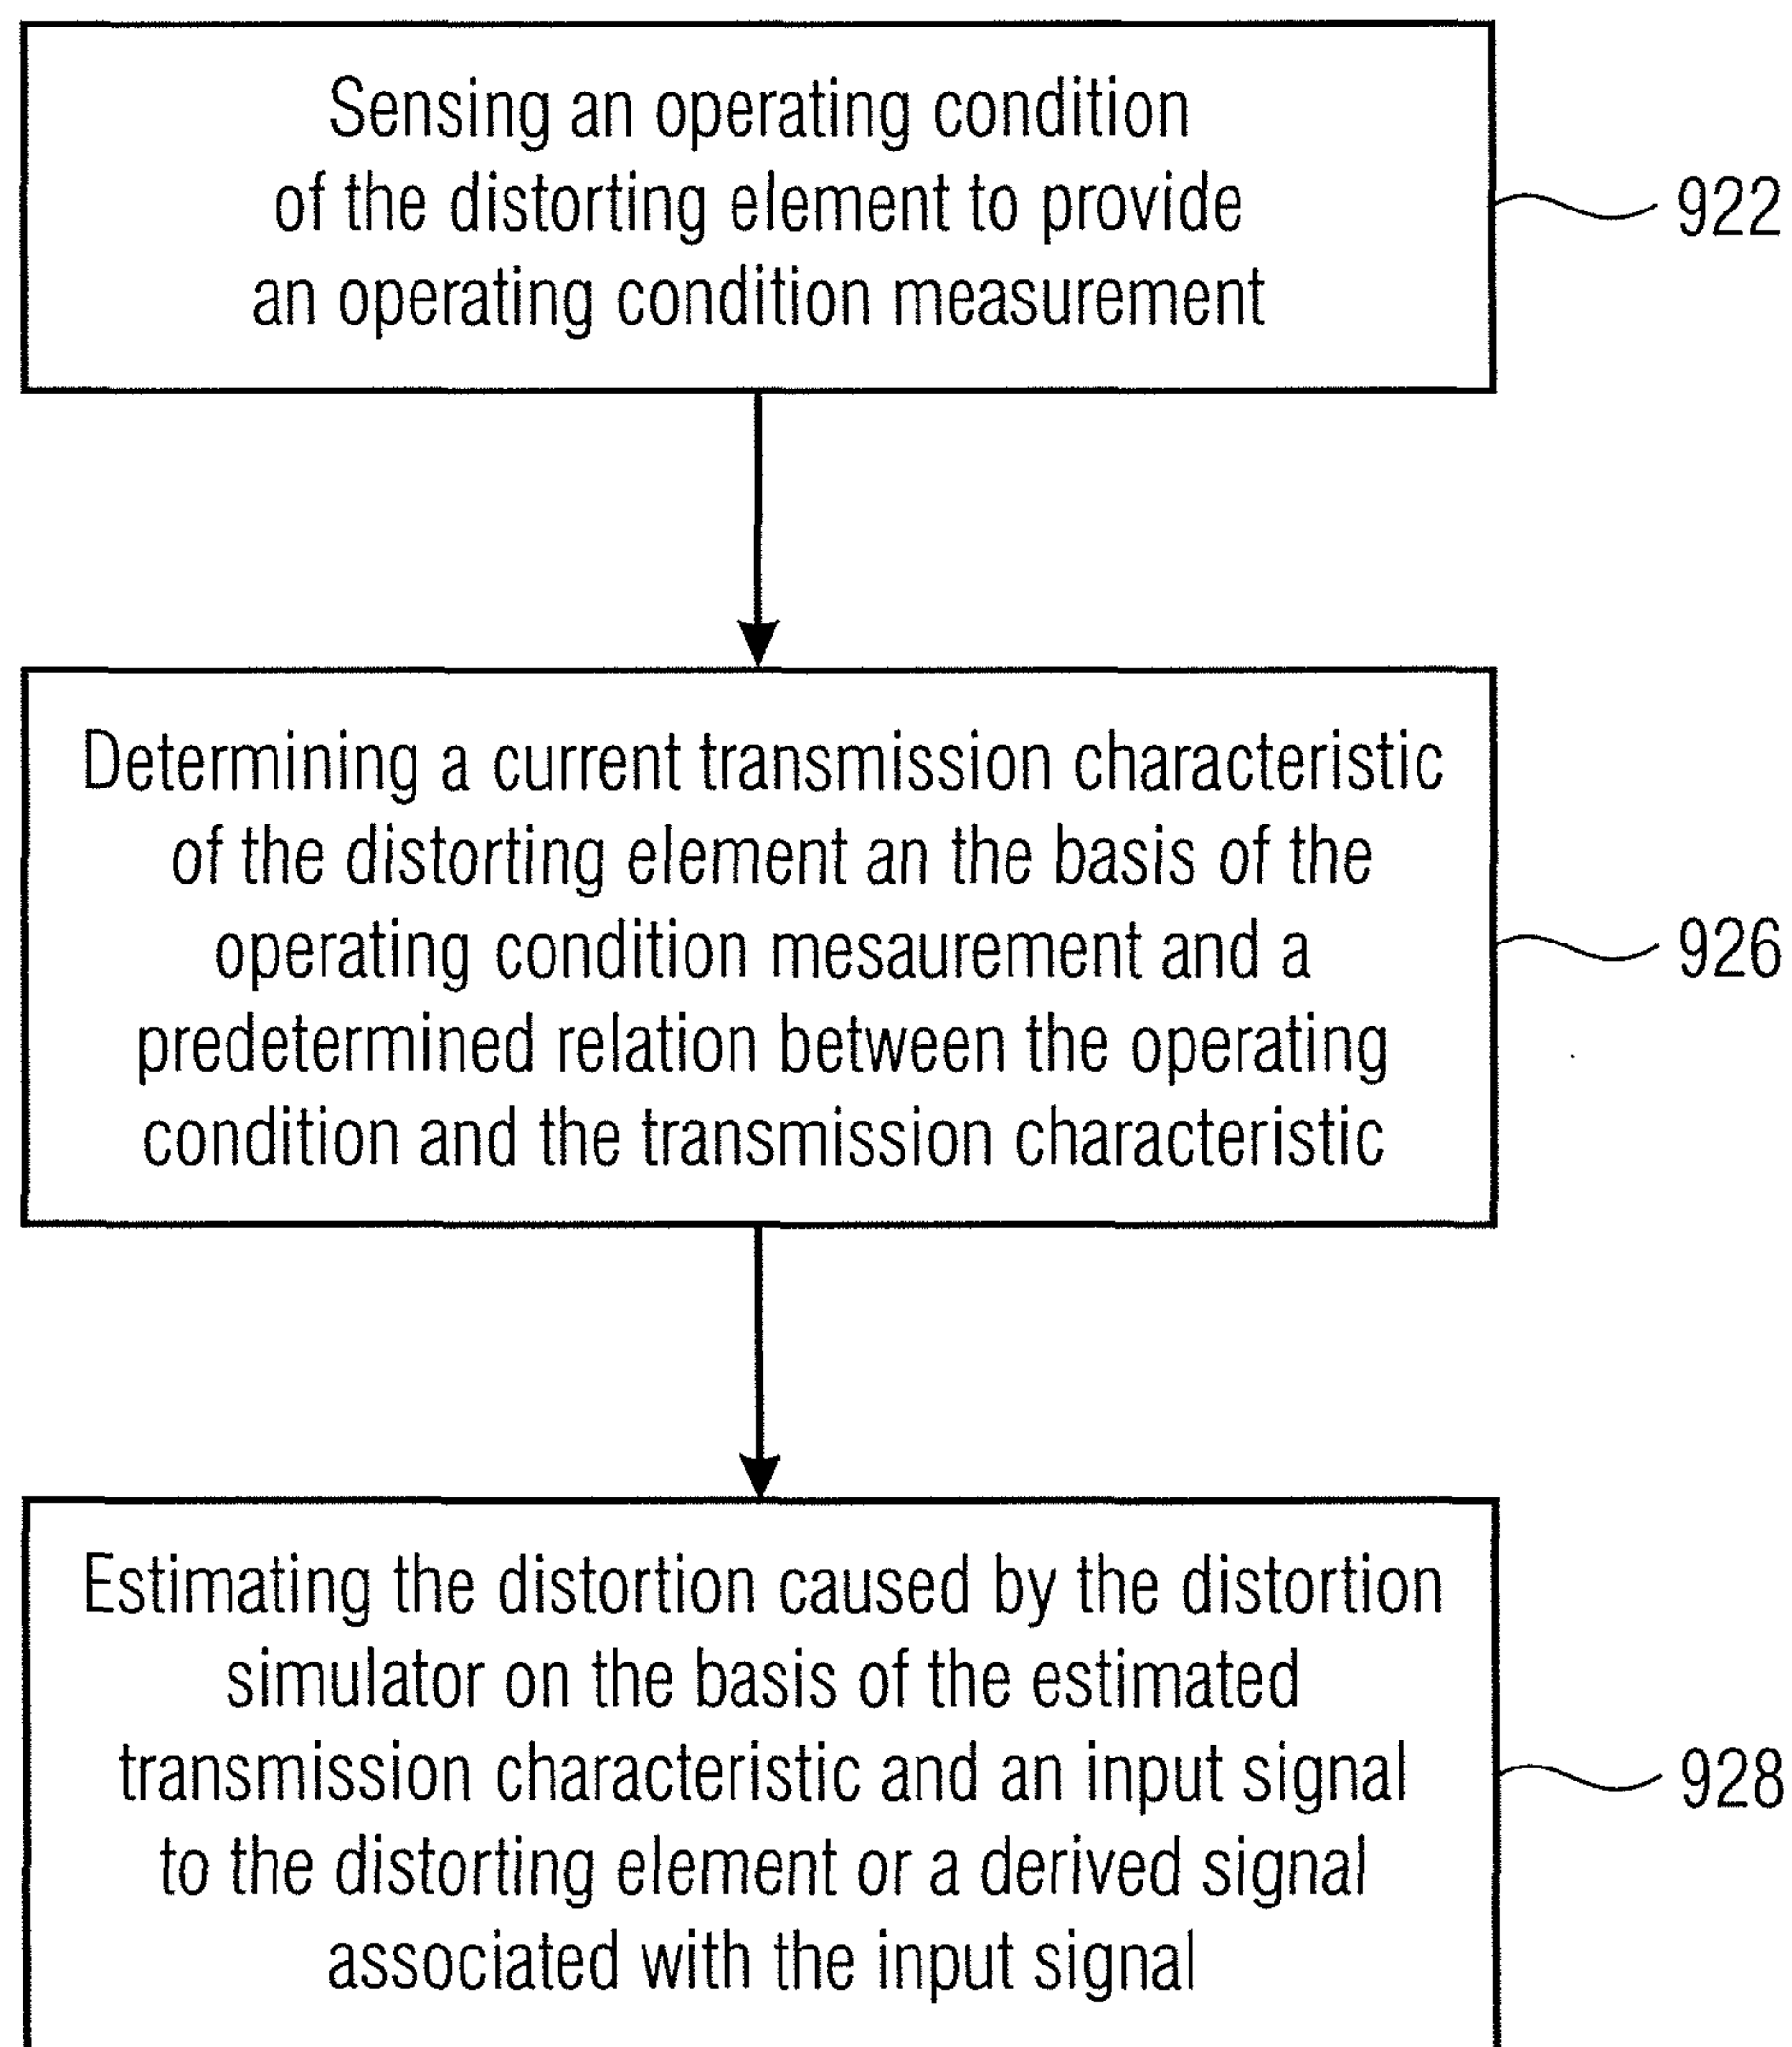 Sensing an operating condition
of the distorting element to provide
an operating condition measurement
922
Determining a current transmission characteristic
of the distorting element an the basis of the
operating condition mesaurement and a
predetermined relation between the operating
condition and the transmission characteristic
926
Estimating the distortion caused by the distortion
simulator on the basis of the estimated
transmission characteristic and an input signal
to the distorting element or a derived signal
associated with the input signal
928